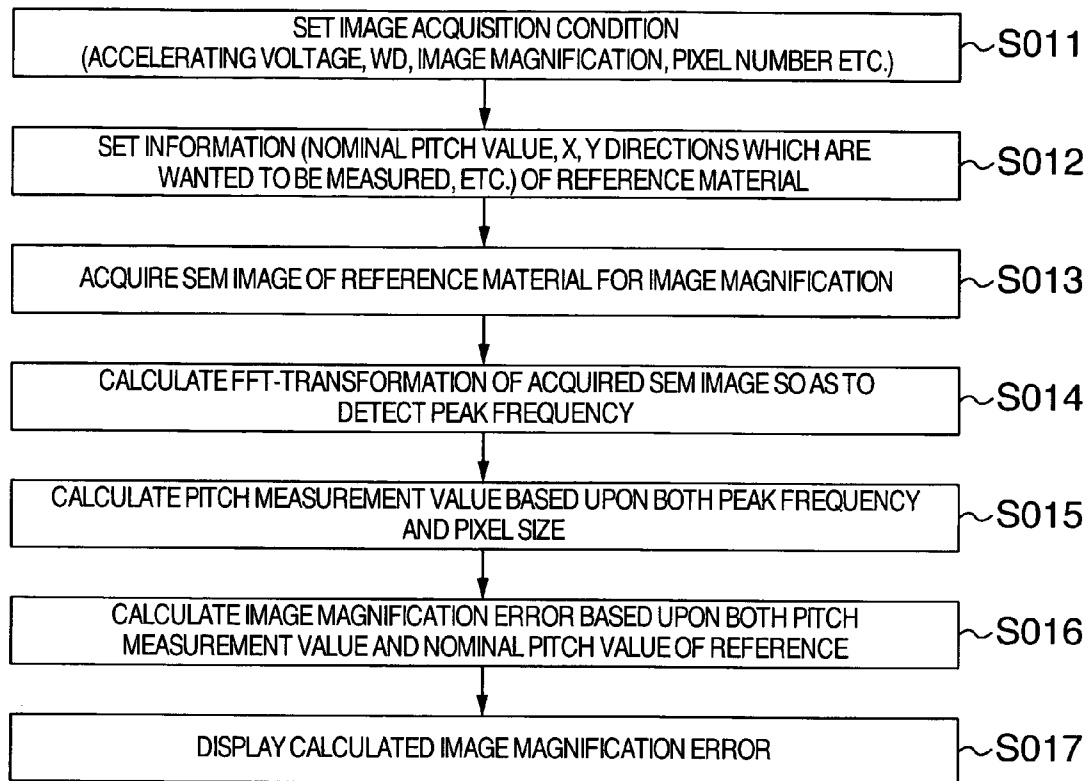 SET IMAGE ACQUISITION CONDITION
(ACCELERATING VOLTAGE, WD, IMAGE MAGNIFICATION, PIXEL NUMBER ETC.)
S011
SET INFORMATION (NOMINAL PITCH VALUE, X, Y DIRECTIONS WHICH ARE
WANTED TO BE MEASURED, ETC.) OF REFERENCE MATERIAL
S012
ACQUIRE SEM IMAGE OF REFERENCE MATERIAL FOR IMAGE MAGNIFICATION
S013
CALCULATE FFT-TRANSFORMATION OF ACQUIRED SEM IMAGE SO AS TO
DETECT PEAK FREQUENCY
S014
CALCULATE PITCH MEASUREMENT VALUE BASED UPON BOTH PEAK FREQUENCY
AND PIXEL SIZE
S015
CALCULATE IMAGE MAGNIFICATION ERROR BASED UPON BOTH PITCH
MEASUREMENT VALUE AND NOMINAL PITCH VALUE OF REFERENCE
S016
DISPLAY CALCULATED IMAGE MAGNIFICATION ERROR
S017